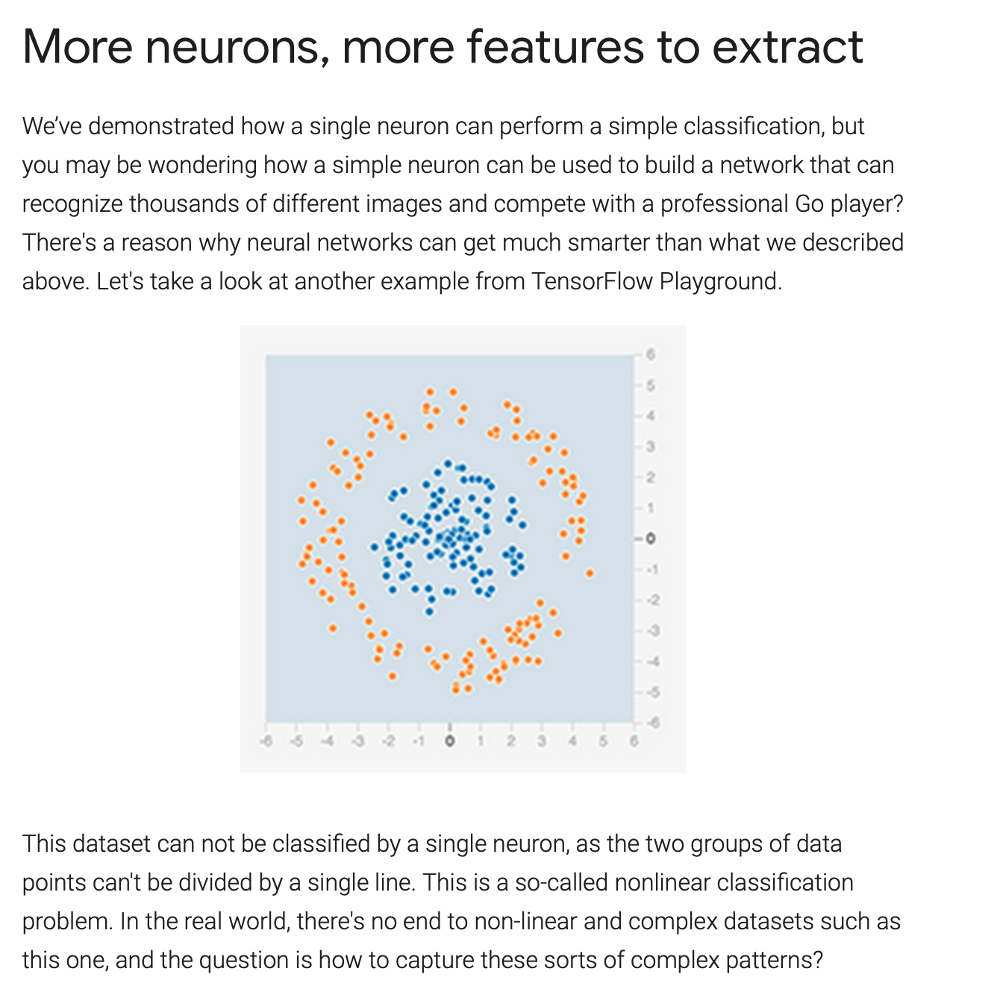 More neurons, more features to extract
We’ve demonstrated how a single neuron can perform a simple classification, but
you may be wondering how a simple neuron can be used to build a network that can
recognize thousands of different images and compete with a professional Go player?
There's a reason why neural networks can get much smarter than what we described
above. Let's take a look at another example from TensorFlow Playground.
6
5
4
3
2
1
0
-1
-2
-3
-4
-5
-6
-6 -5 -4 -3 -2 -1 0 1 2 3 4 5 6
This dataset can not be classified by a single neuron, as the two groups of data
points can't be divided by a single line. This is a so-called nonlinear classification
problem. In the real world, there's no end to non-linear and complex datasets such as
this one, and the question is how to capture these sorts of complex patterns?